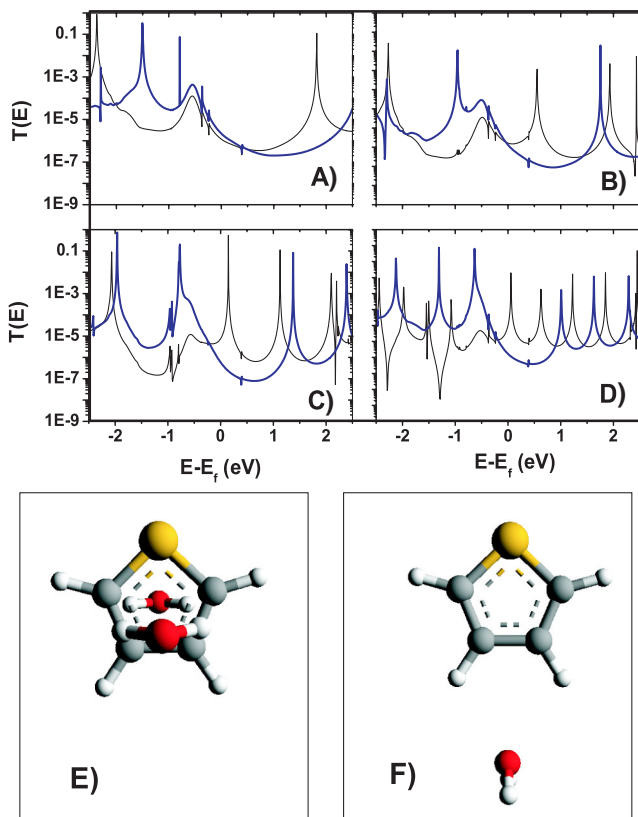 T(E)
0.1
1E-3
1E-5
1E-7
1E-9
A)
B)
T(E)
0.1
1E-3
1E-5
1E-7
1E-9
C)
D)
-2 -1 0 1 2
-2 -1 0 1 2
E-E_f (eV)
E-E_f (eV)
E)
F)